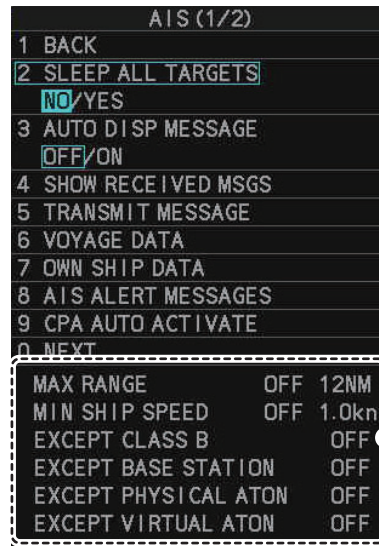 AIS (1/2)
1 BACK
2 SLEEP ALL TARGETS
NO/YES
3 AUTO DISP MESSAGE
OFF/ON
4 SHOW RECEIVED MSGS
5 TRANSMIT MESSAGE
6 VOYAGE DATA
7 OWN SHIP DATA
8 AIS ALERT MESSAGES
9 CPA AUTO ACTIVATE
0 NEXT
MAX RANGE OFF 12NM
MIN SHIP SPEED OFF 1.0kn
EXCEPT CLASS B OFF
EXCEPT BASE STATION OFF
EXCEPT PHYSICAL ATON OFF
EXCEPT VIRTUAL ATON OFF